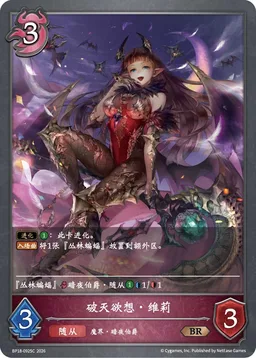 3
进化 1：此卡进化。
入场曲 将1张『丛林蝙蝠』放置到额外区。
『丛林蝙蝠』暗夜伯爵·随从 1 1/1
破天欲想·维莉
3
随从
魔界·暗夜伯爵
BR
3
BP18-092SC 2024
© Cygames, Inc. Published by NetEase Games